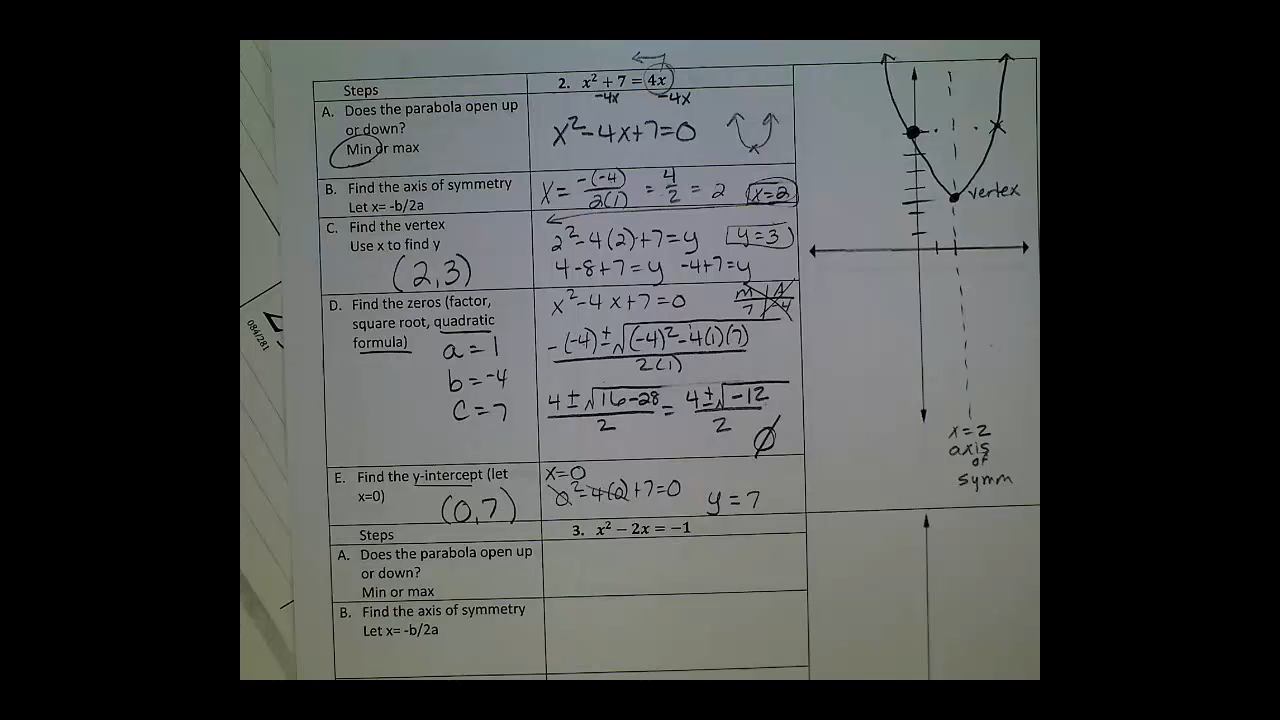 Steps
2. x² + 7 = 4x
-4x -4x
A. Does the parabola open up
or down?
Min or max
x² - 4x + 7 = 0
B. Find the axis of symmetry
Let x= -b/2a
x = -(-4)/2(1) = 4/2 = 2 x=2
C. Find the vertex
Use x to find y
(2,3)
2² - 4(2) + 7 = y y = 3
4 - 8 + 7 = y -4+7=y
D. Find the zeros (factor,
square root, quadratic
formula)
a = 1
b = -4
c = 7
x² - 4x + 7 = 0
M A
7 4
-(-4) ± √(-4)² - 4(1)(7)
2(1)
4 ± √16-28 = 4 ± √-12
2 2
∅
E. Find the y-intercept (let
x=0)
(0,7)
x=0
0² - 4(0) + 7 = 0 y = 7
Steps
3. x² − 2x = −1
A. Does the parabola open up
or down?
Min or max
B. Find the axis of symmetry
Let x= -b/2a
vertex
x = 2
axis
of
symm
084/281